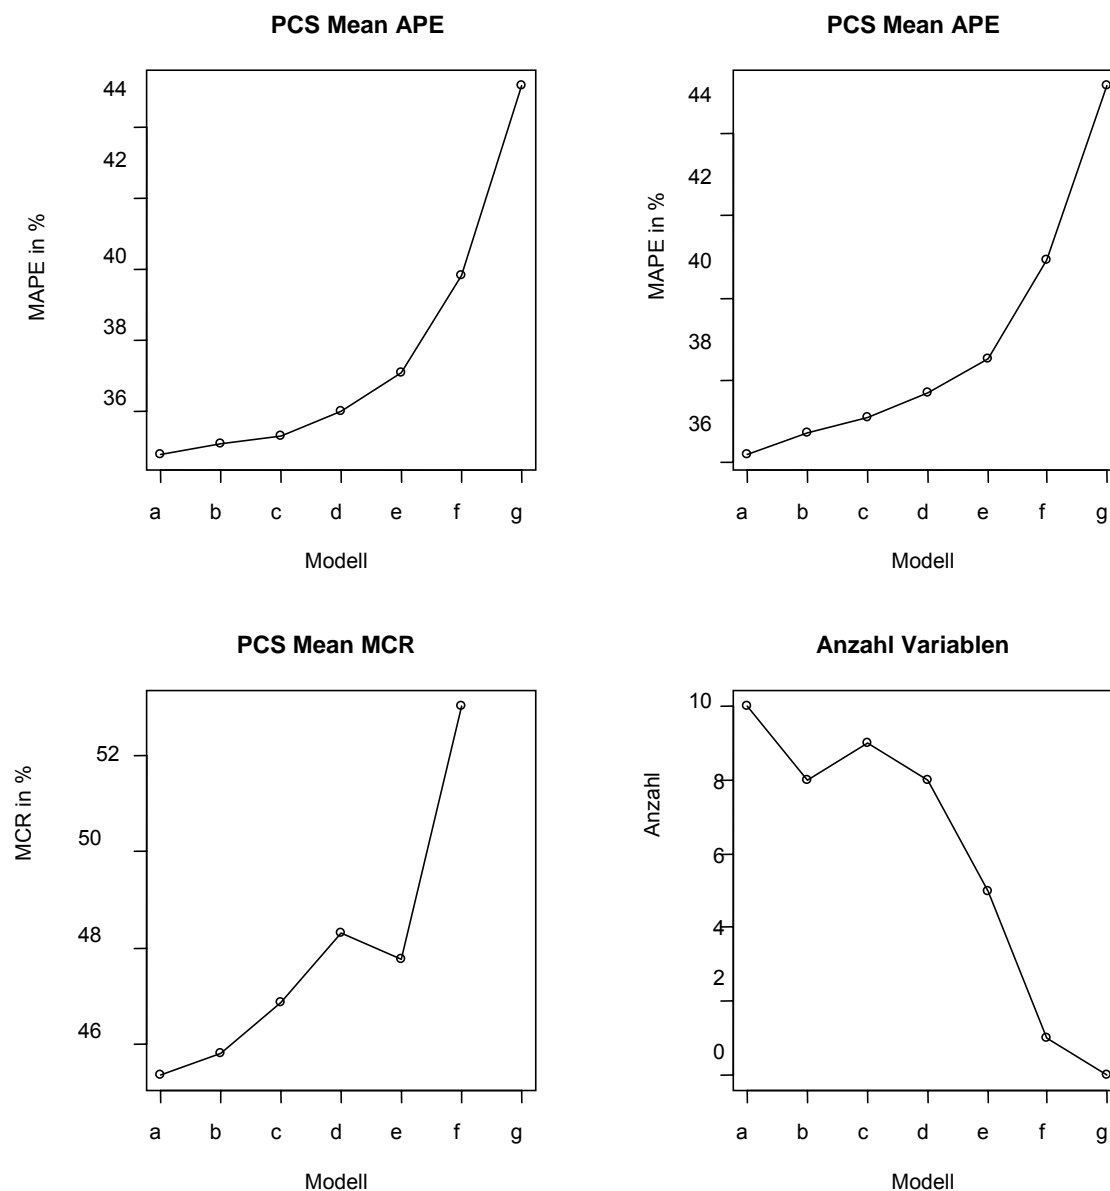 PCS Mean APE
MAPE in %
44
42
40
38
36
a b c d e f g
Modell
PCS Mean APE
MAPE in %
44
42
40
38
36
a b c d e f g
Modell
PCS Mean MCR
MCR in %
52
50
48
46
a b c d e f g
Modell
Anzahl Variablen
Anzahl
10
8
6
4
2
0
a b c d e f g
Modell